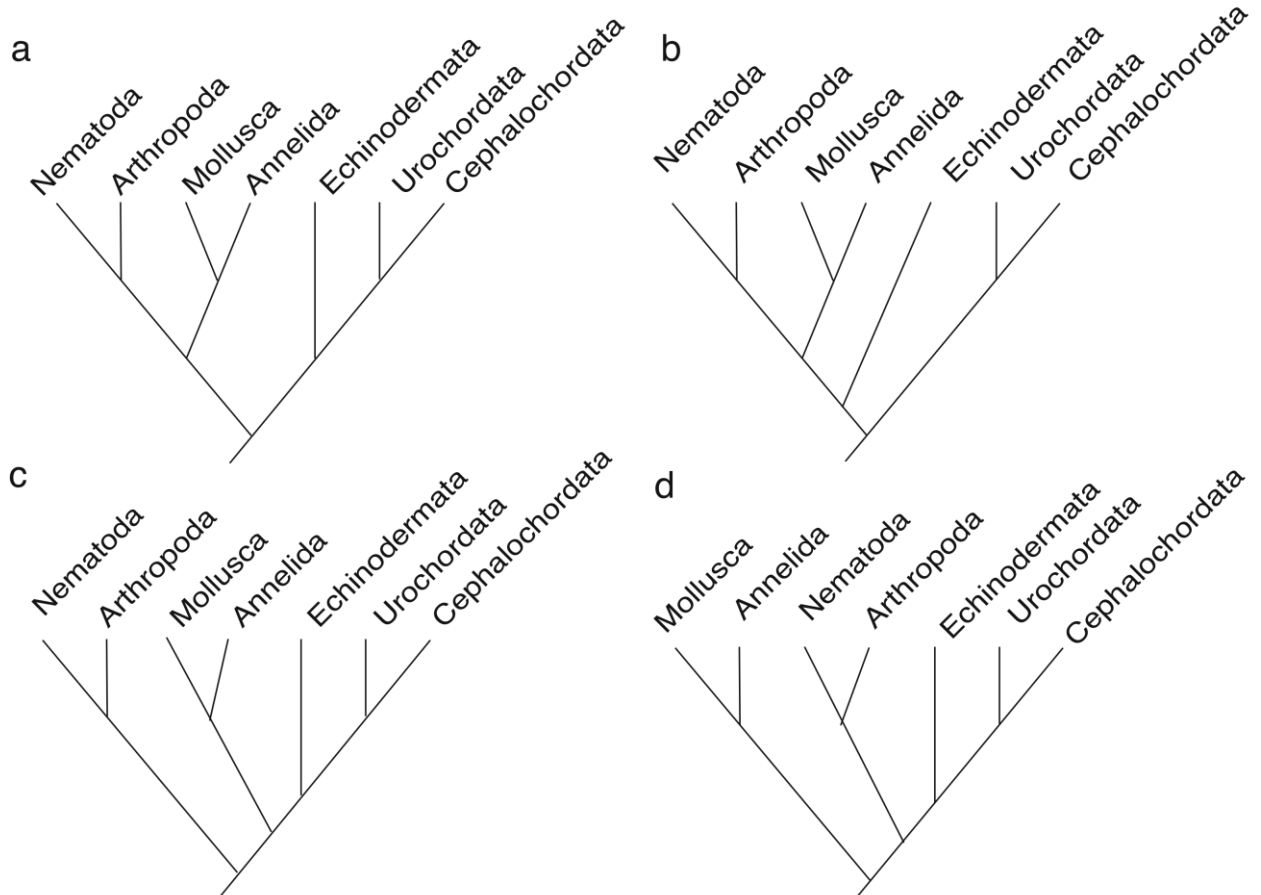 a
Nematoda
Arthropoda
Mollusca
Annelida
Echinodermata
Urochordata
Cephalochordata
b
Nematoda
Arthropoda
Mollusca
Annelida
Echinodermata
Urochordata
Cephalochordata
c
Nematoda
Arthropoda
Mollusca
Annelida
Echinodermata
Urochordata
Cephalochordata
d
Mollusca
Annelida
Nematoda
Arthropoda
Echinodermata
Urochordata
Cephalochordata